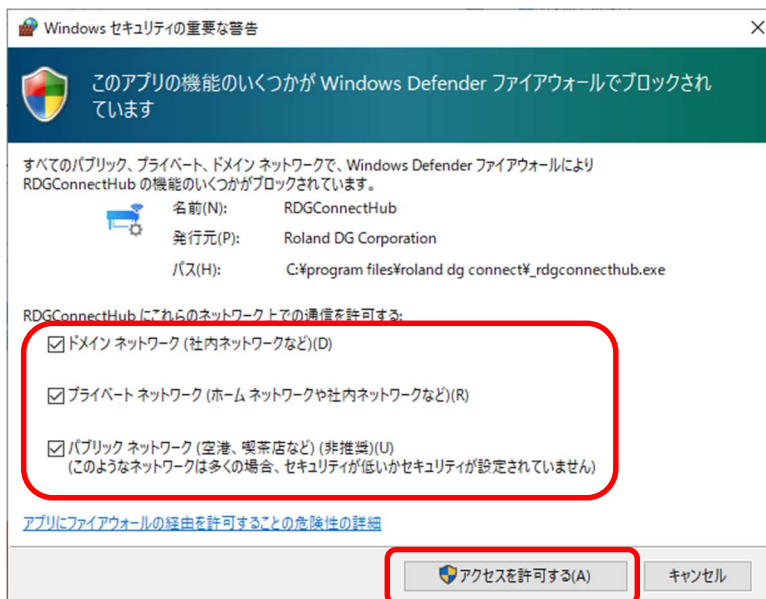 Windows セキュリティの重要な警告
このアプリの機能のいくつかが Windows Defender ファイアウォールでブロックされ
ています
すべてのパブリック、プライベート、ドメイン ネットワークで、Windows Defender ファイアウォールにより
RDGConnectHub の機能のいくつかがブロックされています。
名前(N): RDGConnectHub
発行元(P): Roland DG Corporation
パス(H): C:¥program files¥roland dg connect¥_rdgconnecthub.exe
RDGConnectHub にこれらのネットワーク上での通信を許可する:
ドメイン ネットワーク (社内ネットワークなど)(D)
プライベート ネットワーク (ホーム ネットワークや社内ネットワークなど)(R)
パブリック ネットワーク (空港、喫茶店など) (非推奨)(U)
(このようなネットワークは多くの場合、セキュリティが低いかセキュリティが設定されていません)
アプリにファイアウォールの経由を許可することの危険性の詳細
アクセスを許可する(A) キャンセル